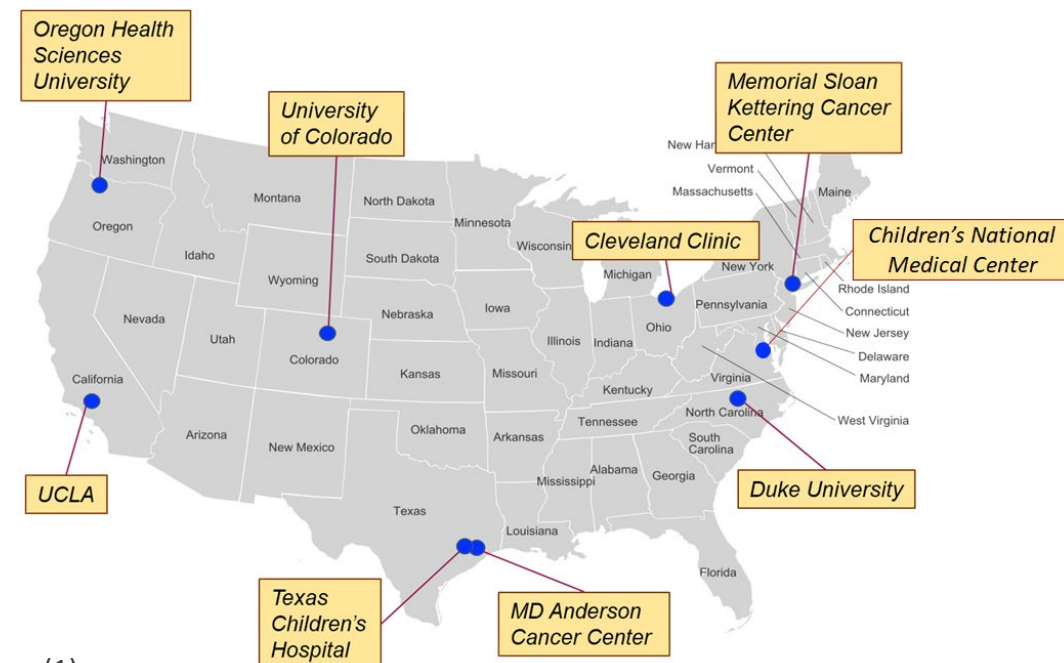 Oregon Health
Sciences
University
University
of Colorado
Memorial Sloan
Kettering Cancer
Center
Cleveland Clinic
Children's National
Medical Center
UCLA
Duke University
Texas
Children's
Hospital
MD Anderson
Cancer Center
Washington
Oregon
Idaho
Montana
North Dakota
Minnesota
South Dakota
Wisconsin
Michigan
Wyoming
Nevada
Utah
Colorado
Nebraska
Iowa
Illinois
Indiana
Ohio
Pennsylvania
New York
Vermont
Massachusetts
Maine
Rhode Island
Connecticut
New Jersey
Delaware
Maryland
West Virginia
Virginia
Kentucky
Missouri
Kansas
California
Arizona
New Mexico
Oklahoma
Arkansas
Tennessee
North Carolina
South
Carolina
Mississippi
Alabama
Georgia
Texas
Louisiana
Florida